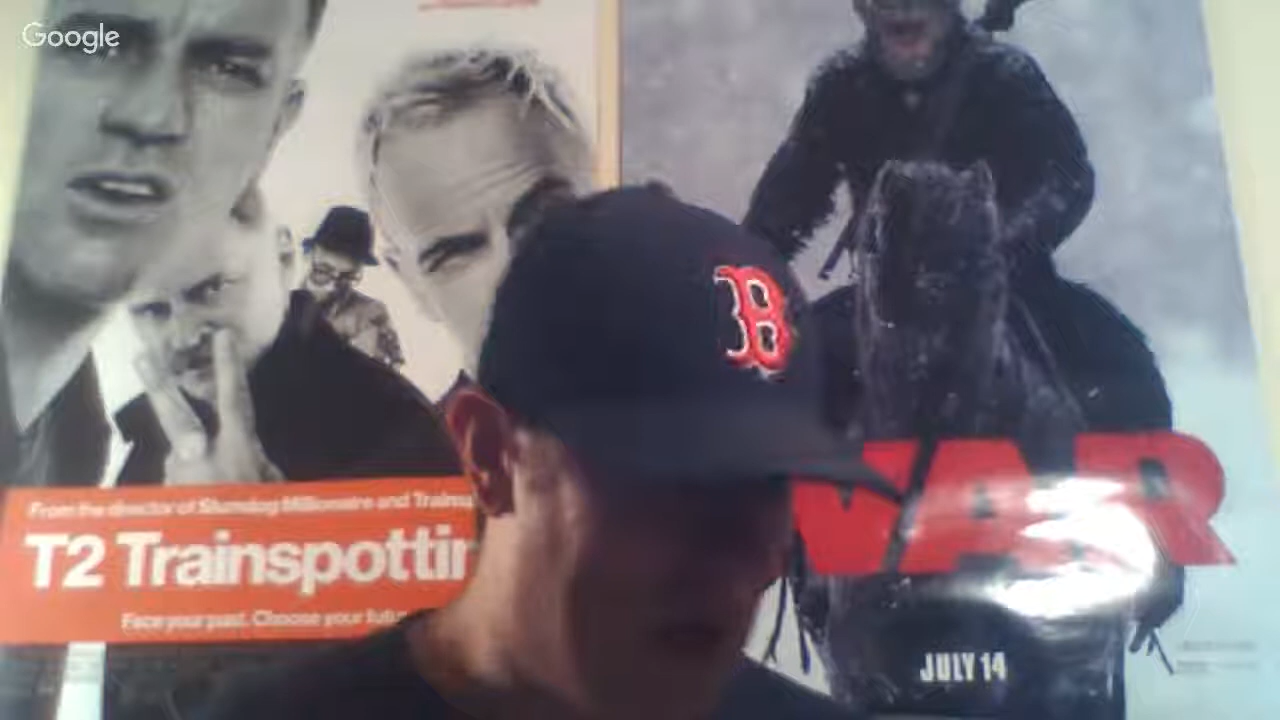 Google
From the director of Slumdog Millionaire and Trains
T2 Trainspottin
Face your past. Choose your futu
B
WAR
JULY 14